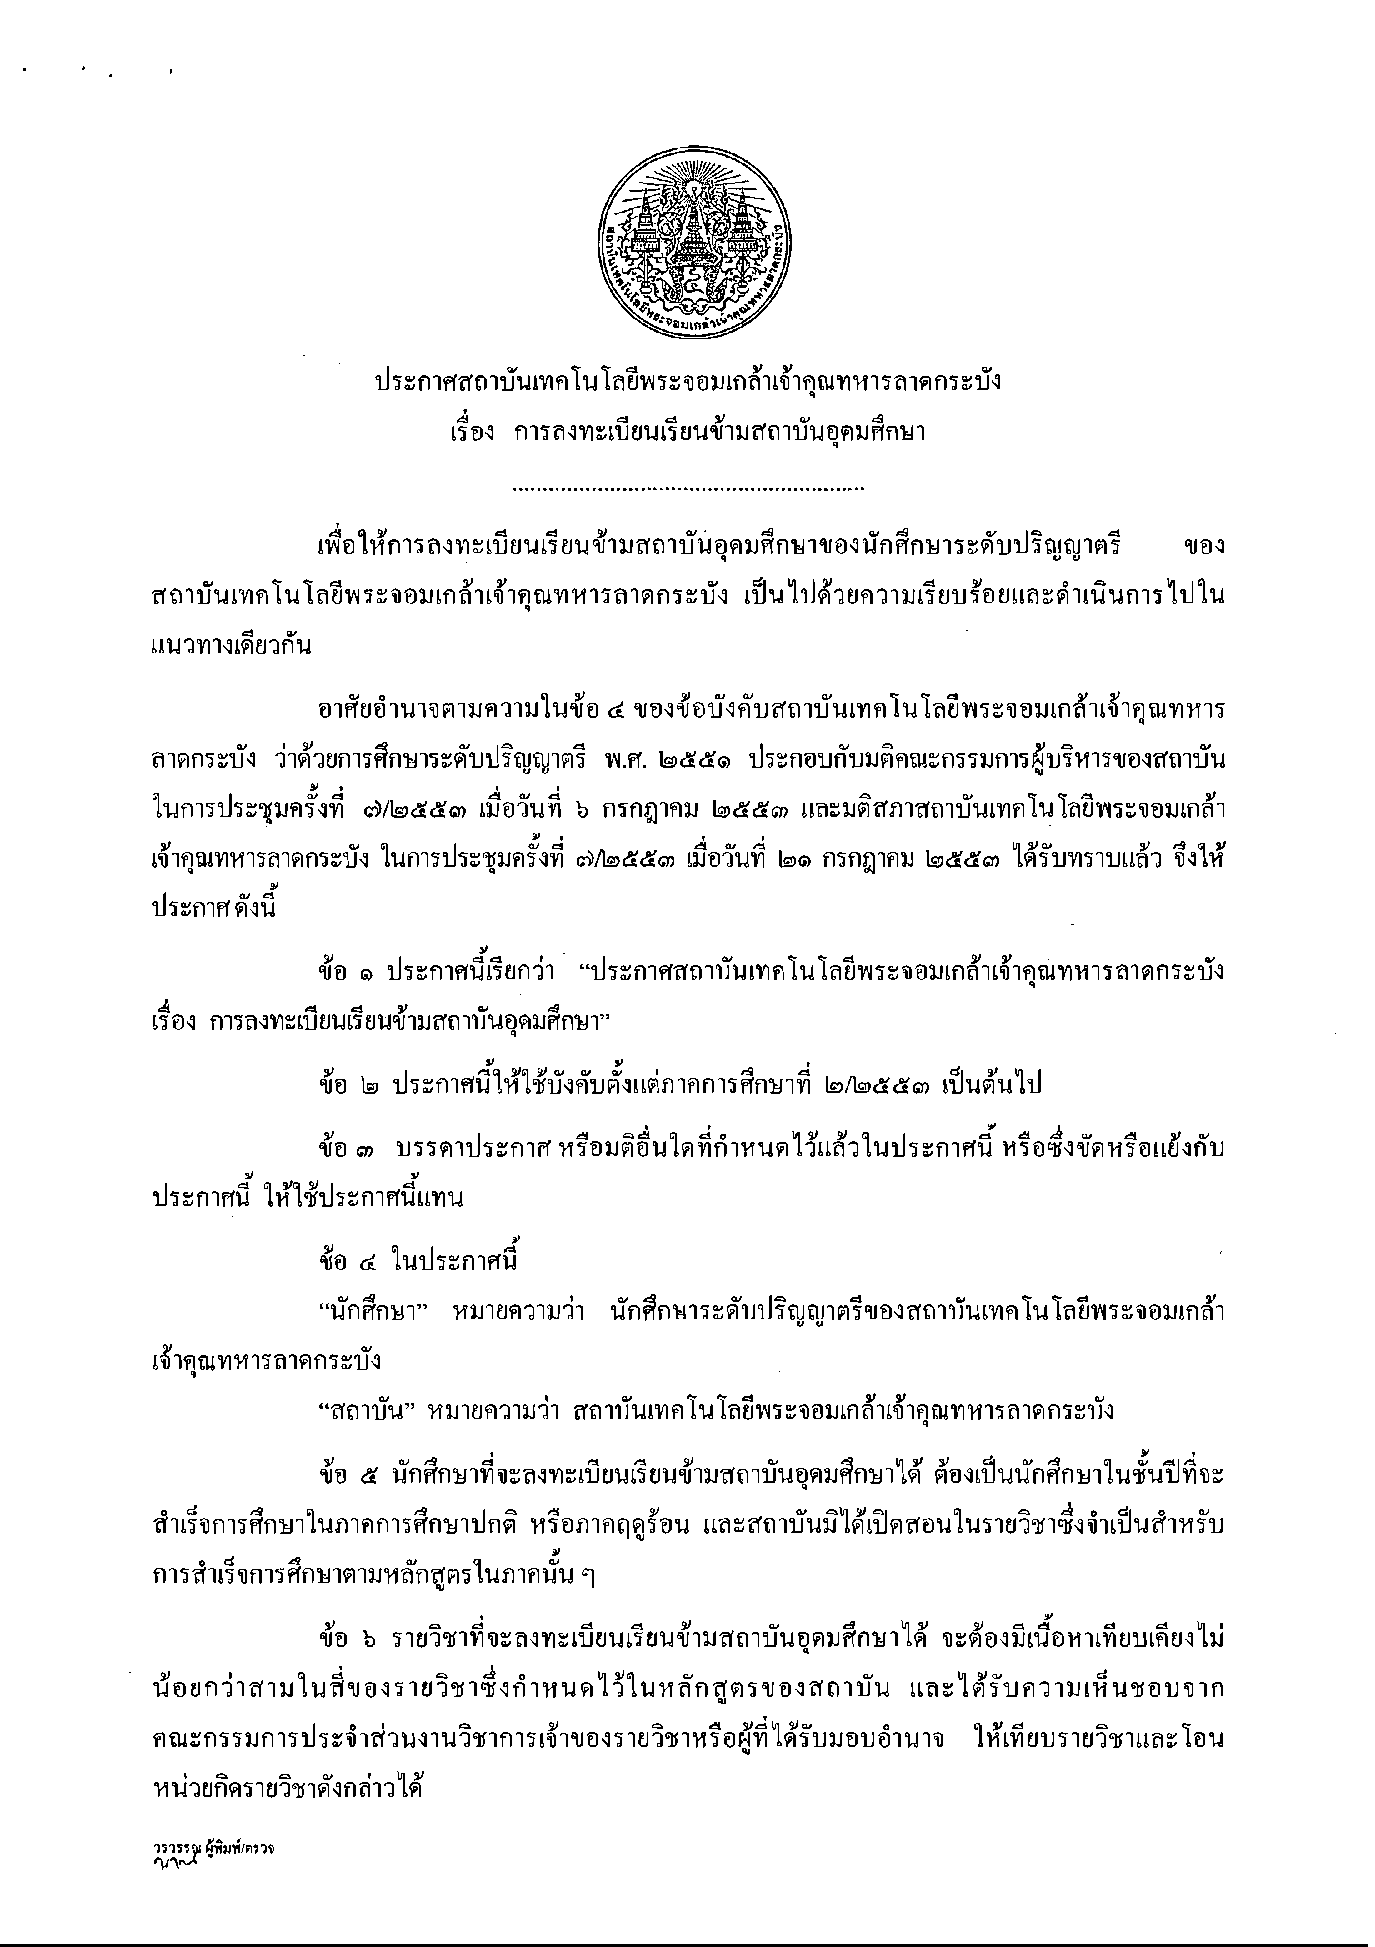 สถาบันเทคโนโลยีพระจอมเกล้าเจ้าคุณทหารลาดกระบัง
ประกาศสถาบันเทคโนโลยีพระจอมเกล้าเจ้าคุณทหารลาดกระบัง
เรื่อง การลงทะเบียนเรียนข้ามสถาบันอุดมศึกษา
เพื่อให้การลงทะเบียนเรียนข้ามสถาบันอุดมศึกษาของนักศึกษาระดับปริญญาตรี ของ
สถาบันเทคโนโลยีพระจอมเกล้าเจ้าคุณทหารลาดกระบัง เป็นไปด้วยความเรียบร้อยและดำเนินการไปใน
แนวทางเดียวกัน
อาศัยอำนาจตามความในข้อ ๔ ของข้อบังคับสถาบันเทคโนโลยีพระจอมเกล้าเจ้าคุณทหาร
ลาดกระบัง ว่าด้วยการศึกษาระดับปริญญาตรี พ.ศ. ๒๕๕๑ ประกอบกับมติคณะกรรมการผู้บริหารของสถาบัน
ในการประชุมครั้งที่ ๗/๒๕๕๓ เมื่อวันที่ ๖ กรกฎาคม ๒๕๕๓ และมติสภาสถาบันเทคโนโลยีพระจอมเกล้า
เจ้าคุณทหารลาดกระบัง ในการประชุมครั้งที่ ๗/๒๕๕๓ เมื่อวันที่ ๒๑ กรกฎาคม ๒๕๕๓ ได้รับทราบแล้ว จึงให้
ประกาศดังนี้
ข้อ ๑ ประกาศนี้เรียกว่า “ประกาศสถาบันเทคโนโลยีพระจอมเกล้าเจ้าคุณทหารลาดกระบัง
เรื่อง การลงทะเบียนเรียนข้ามสถาบันอุดมศึกษา”
ข้อ ๒ ประกาศนี้ให้ใช้บังคับตั้งแต่ภาคการศึกษาที่ ๒/๒๕๕๓ เป็นต้นไป
ข้อ ๓ บรรดาประกาศ หรือมติอื่นใดที่กำหนดไว้แล้วในประกาศนี้ หรือซึ่งขัดหรือแย้งกับ
ประกาศนี้ ให้ใช้ประกาศนี้แทน
ข้อ ๔ ในประกาศนี้
“นักศึกษา” หมายความว่า นักศึกษาระดับปริญญาตรีของสถาบันเทคโนโลยีพระจอมเกล้า
เจ้าคุณทหารลาดกระบัง
“สถาบัน” หมายความว่า สถาบันเทคโนโลยีพระจอมเกล้าเจ้าคุณทหารลาดกระบัง
ข้อ ๕ นักศึกษาที่จะลงทะเบียนเรียนข้ามสถาบันอุดมศึกษาได้ ต้องเป็นนักศึกษาในชั้นปีที่จะ
สำเร็จการศึกษาในภาคการศึกษาปกติ หรือภาคฤดูร้อน และสถาบันมิได้เปิดสอนในรายวิชาซึ่งจำเป็นสำหรับ
การสำเร็จการศึกษาตามหลักสูตรในภาคนั้น ๆ
ข้อ ๖ รายวิชาที่จะลงทะเบียนเรียนข้ามสถาบันอุดมศึกษาได้ จะต้องมีเนื้อหาเทียบเคียงไม่
น้อยกว่าสามในสี่ของรายวิชาซึ่งกำหนดไว้ในหลักสูตรของสถาบัน และได้รับความเห็นชอบจาก
คณะกรรมการประจำส่วนงานวิชาการเจ้าของรายวิชาหรือผู้ที่ได้รับมอบอำนาจ ให้เทียบรายวิชาและโอน
หน่วยกิตรายวิชาดังกล่าวได้
วราวรรณ ผู้พิมพ์/ตรวจ